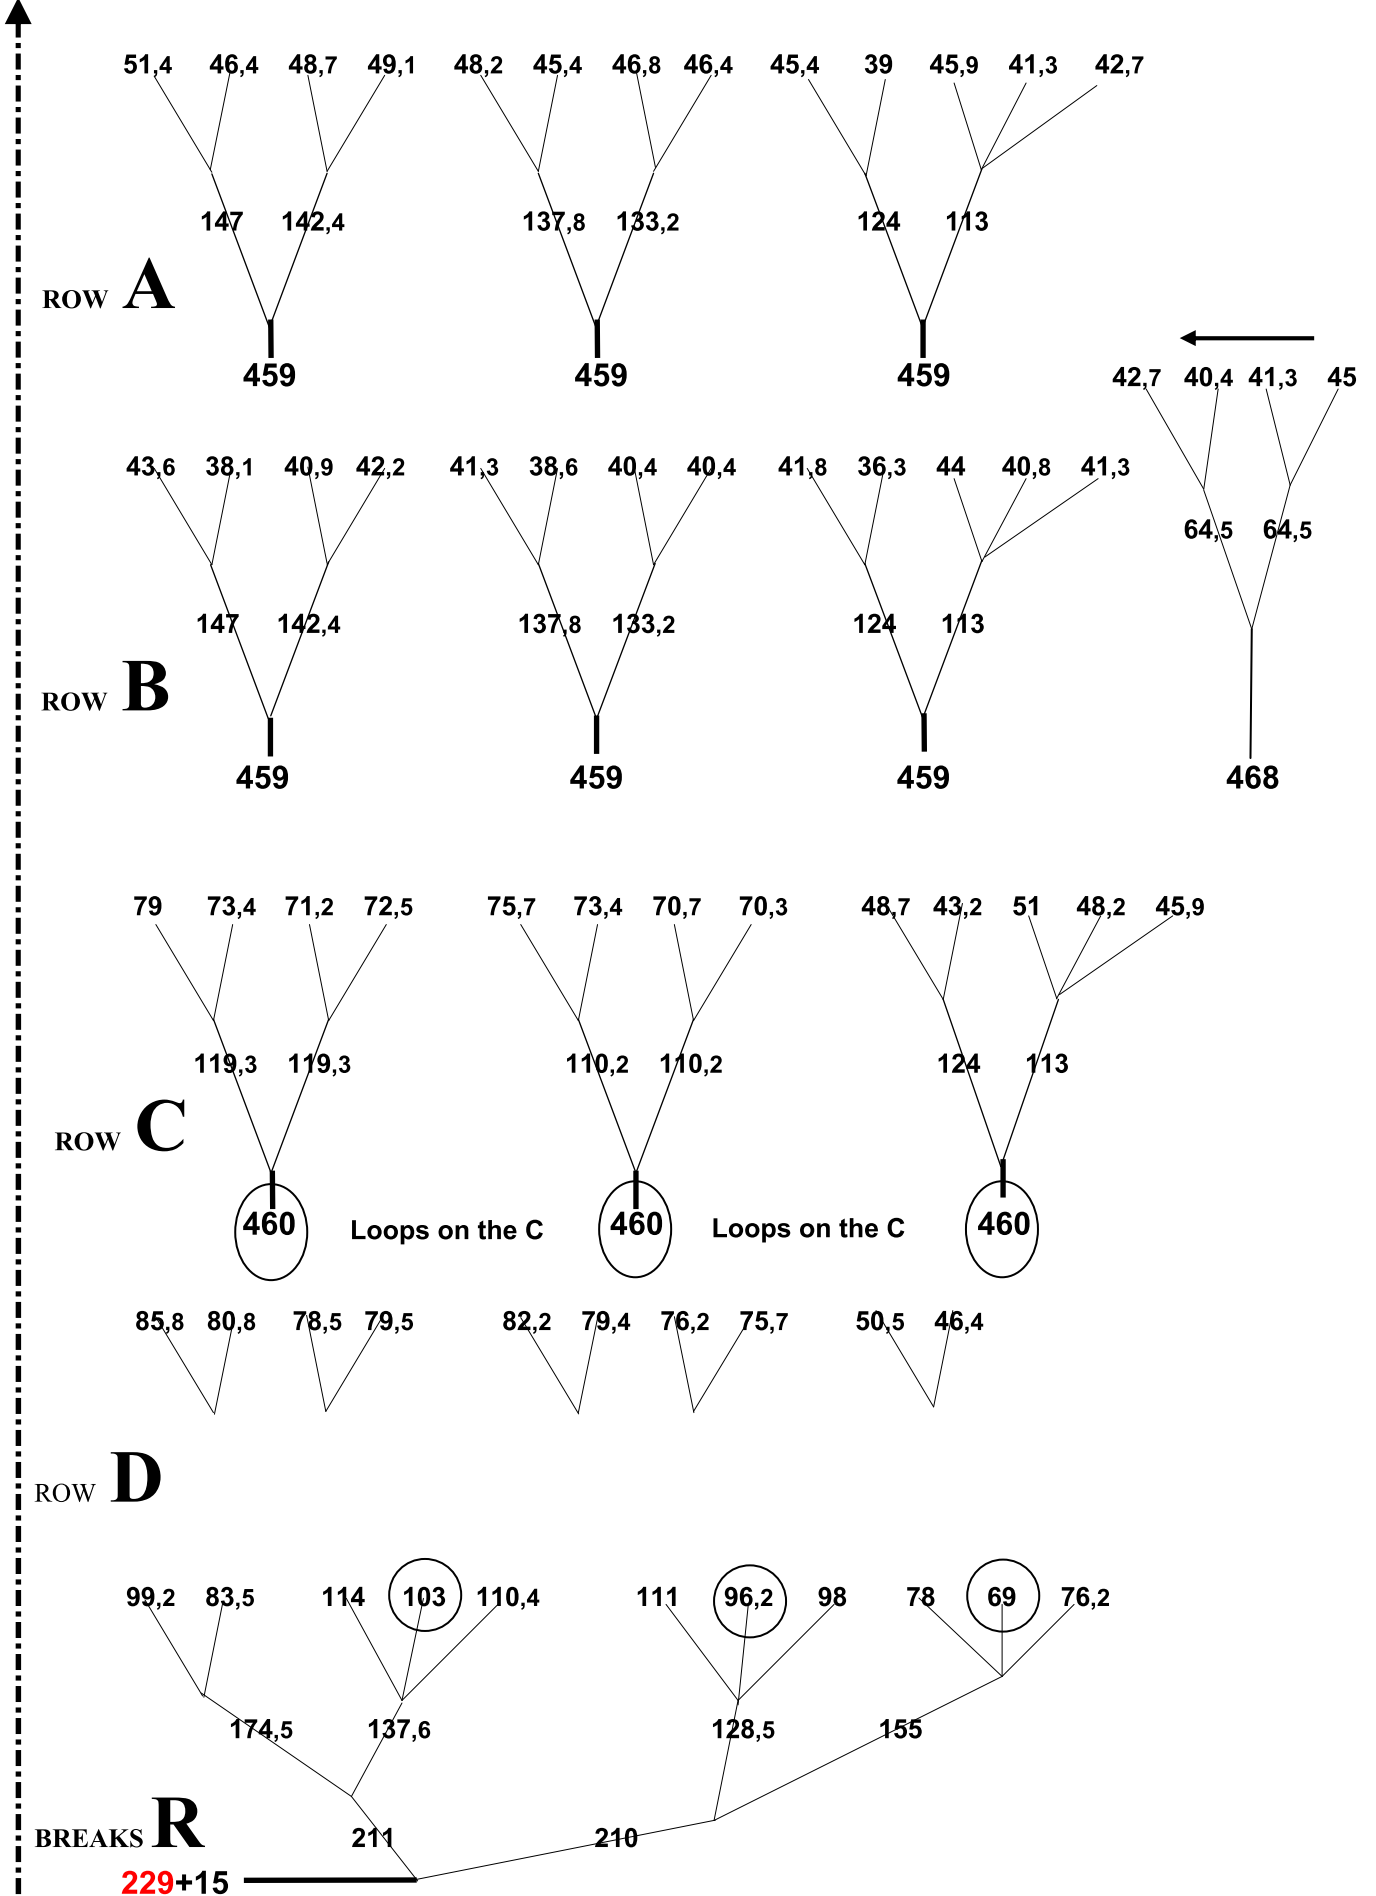 51,4 46,4 48,7 49,1 48,2 45,4 46,8 46,4 45,4 39 45,9 41,3 42,7
147 142,4 137,8 133,2 124 113
ROW A
459 459 459
42,7 40,4 41,3 45
43,6 38,1 40,9 42,2 41,3 38,6 40,4 40,4 41,8 36,3 44 40,8 41,3
64,5 64,5
147 142,4 137,8 133,2 124 113
ROW B
459 459 459 468
79 73,4 71,2 72,5 75,7 73,4 70,7 70,3 48,7 43,2 51 48,2 45,9
119,3 119,3 110,2 110,2 124 113
ROW C
460 Loops on the C 460 Loops on the C 460
85,8 80,8 78,5 79,5 82,2 79,4 76,2 75,7 50,5 46,4
ROW D
99,2 83,5 114 103 110,4 111 96,2 98 78 69 76,2
174,5 137,6 128,5 155
BREAKS R 211 210
229+15